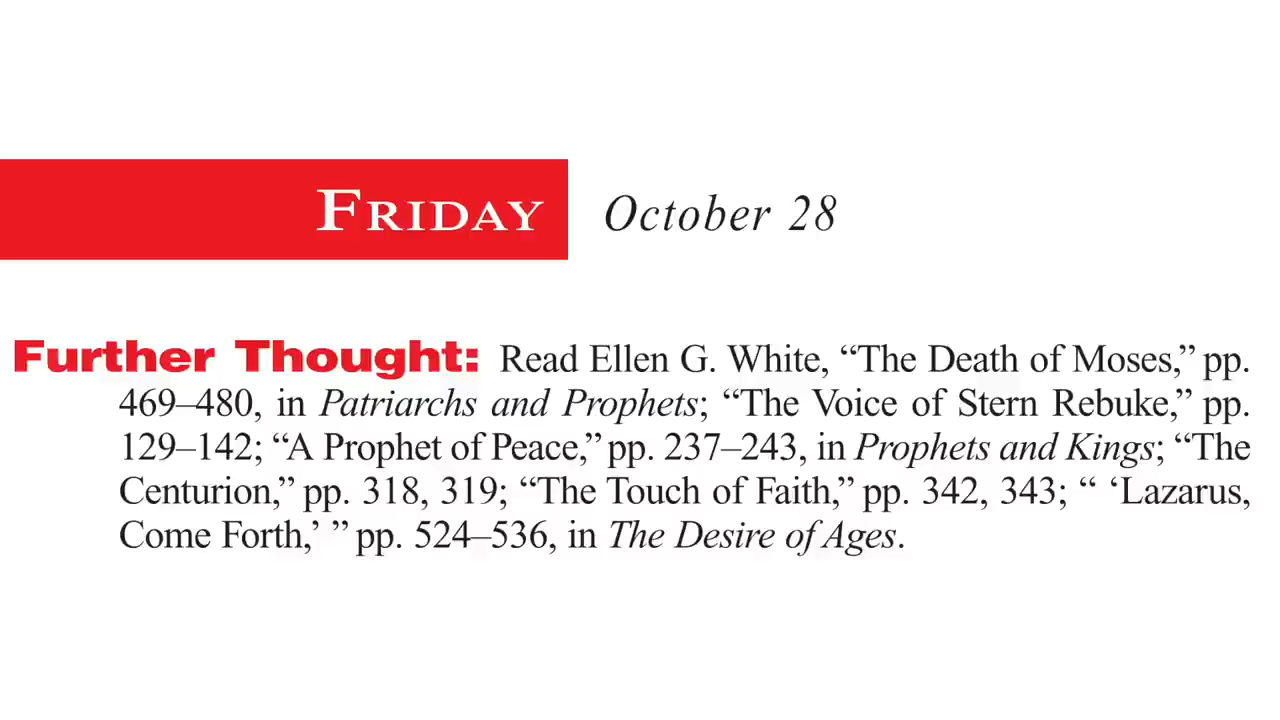 FRIDAY October 28
Further Thought: Read Ellen G. White, “The Death of Moses,” pp.
469–480, in Patriarchs and Prophets; “The Voice of Stern Rebuke,” pp.
129–142; “A Prophet of Peace,” pp. 237–243, in Prophets and Kings; “The
Centurion,” pp. 318, 319; “The Touch of Faith,” pp. 342, 343; “ ‘Lazarus,
Come Forth,’ ” pp. 524–536, in The Desire of Ages.